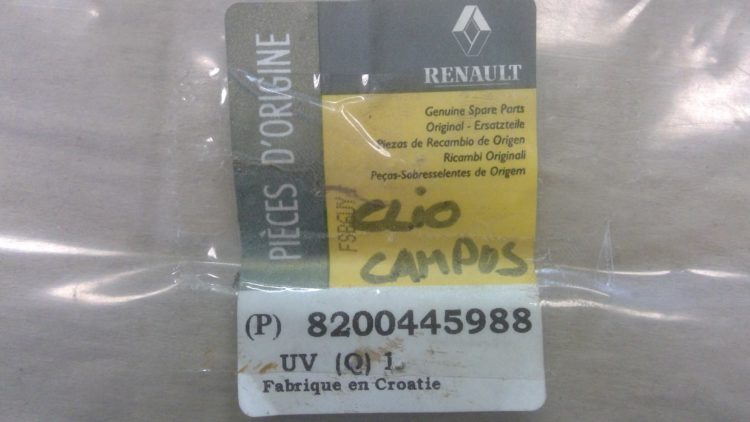 PIÈCES D'ORIGINE
RENAULT
Genuine Spare Parts
Original - Ersatzteile
Piezas de Recambio de Origen
Ricambi Originali
Peças-Sobresselentes de Origem
CLIO
CAMPUS
(P) 8200445988
UV (Q) 1.
Fabrique en Croatie